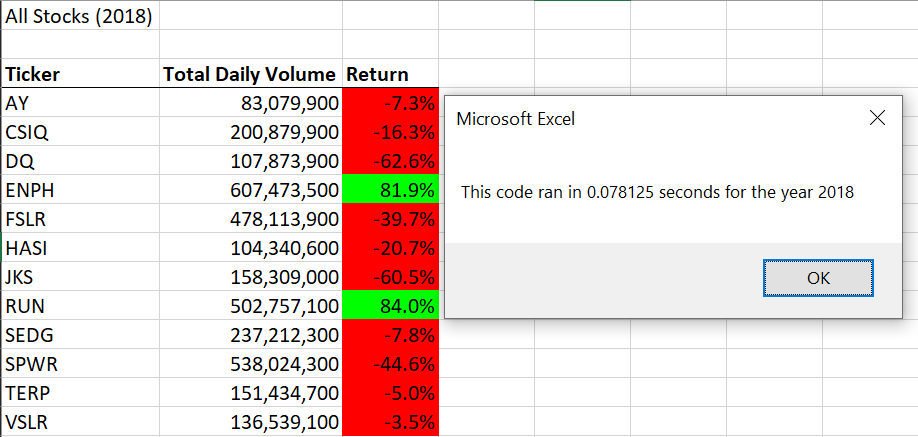 All Stocks (2018)
Ticker Total Daily Volume Return
AY 83,079,900 -7.3%
CSIQ 200,879,900 -16.3%
DQ 107,873,900 -62.6%
ENPH 607,473,500 81.9%
FSLR 478,113,900 -39.7%
HASI 104,340,600 -20.7%
JKS 158,309,000 -60.5%
RUN 502,757,100 84.0%
SEDG 237,212,300 -7.8%
SPWR 538,024,300 -44.6%
TERP 151,434,700 -5.0%
VSLR 136,539,100 -3.5%
Microsoft Excel
This code ran in 0.078125 seconds for the year 2018
OK